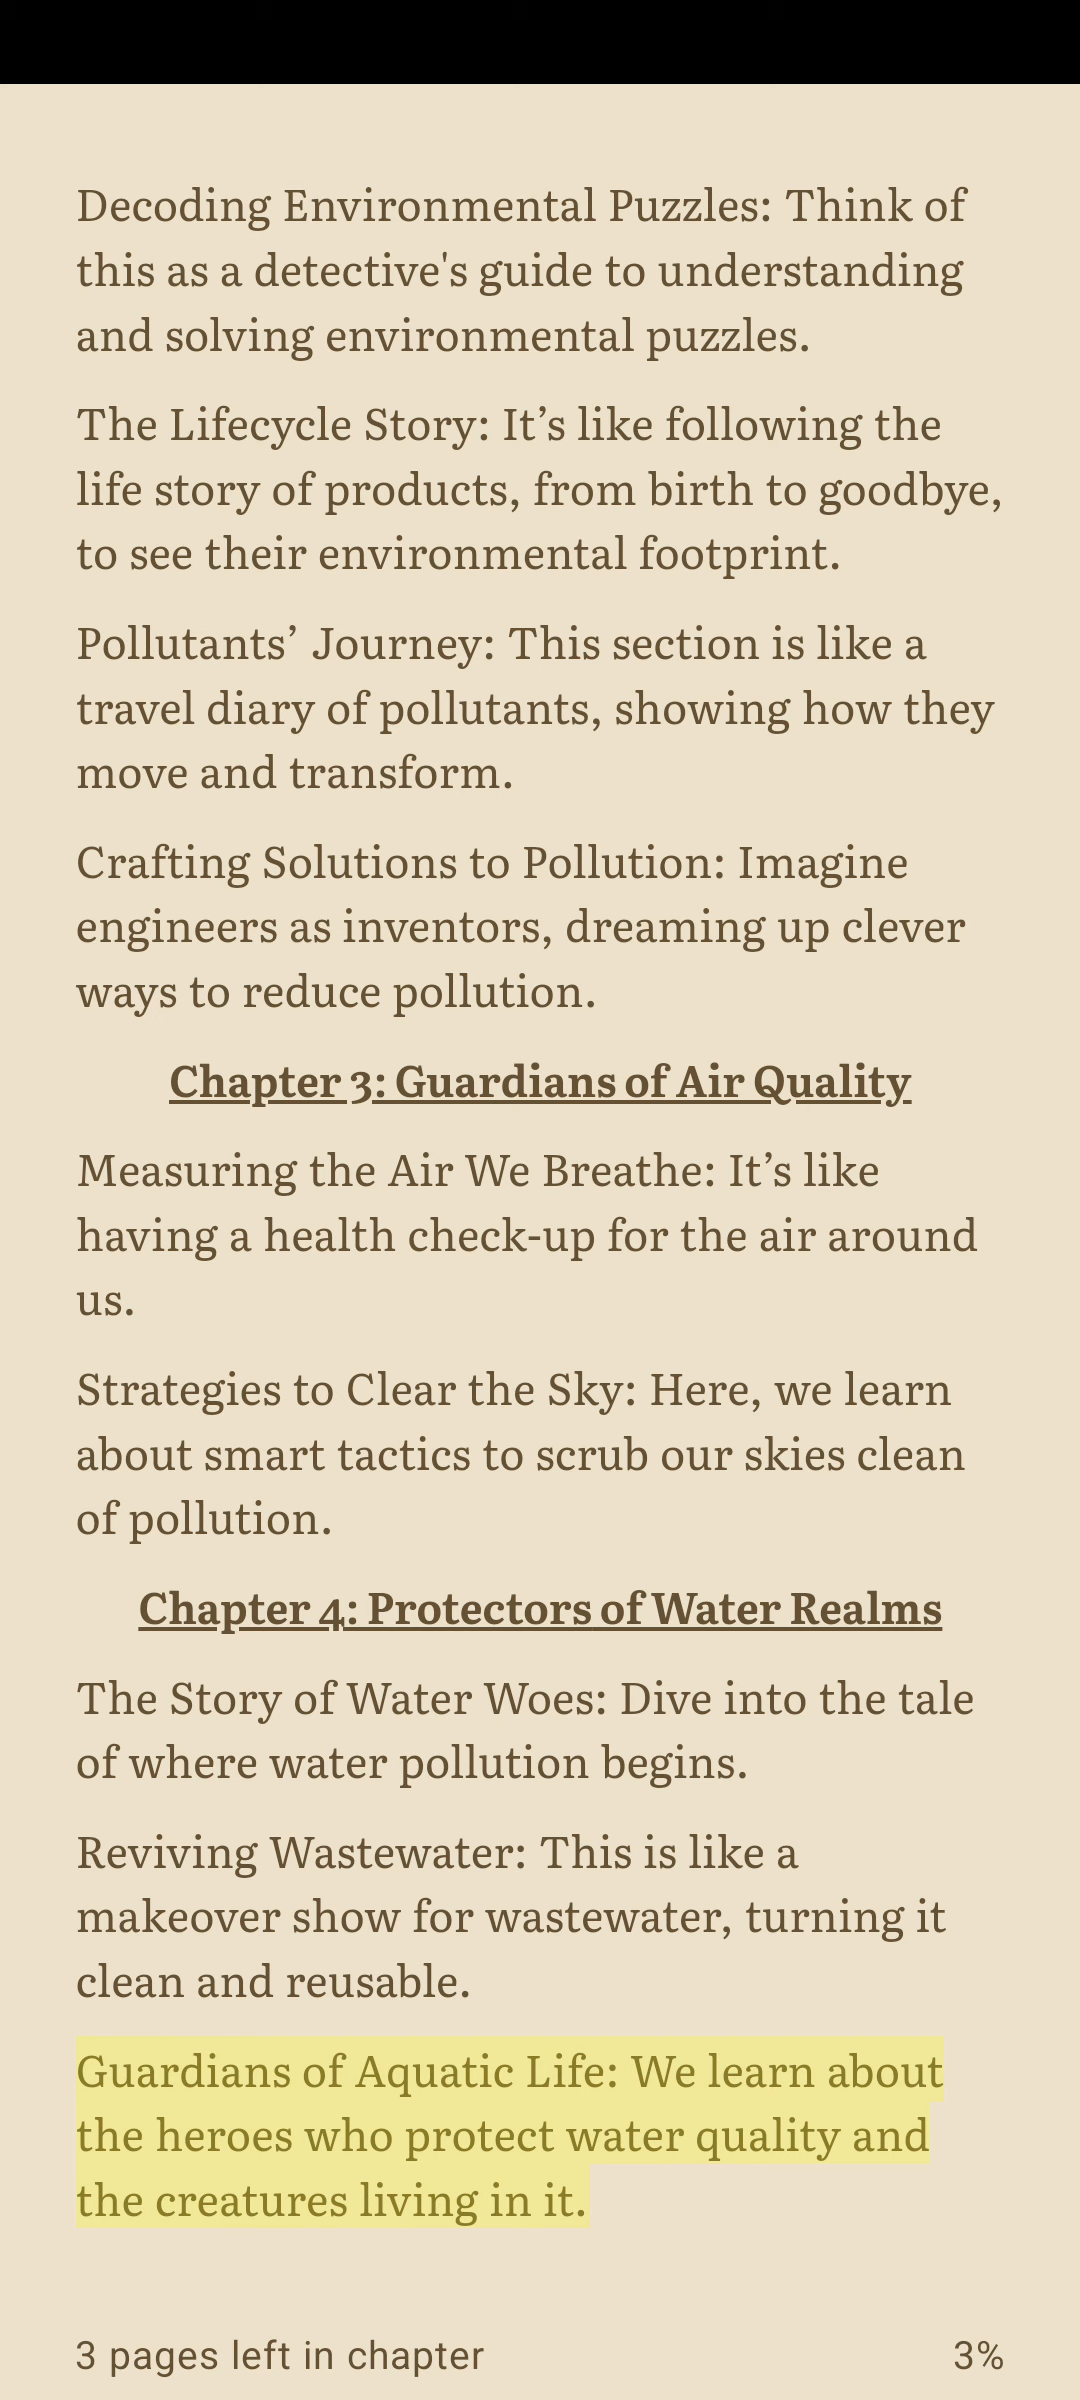 Decoding Environmental Puzzles: Think of
this as a detective's guide to understanding
and solving environmental puzzles.
The Lifecycle Story: It’s like following the
life story of products, from birth to goodbye,
to see their environmental footprint.
Pollutants’ Journey: This section is like a
travel diary of pollutants, showing how they
move and transform.
Crafting Solutions to Pollution: Imagine
engineers as inventors, dreaming up clever
ways to reduce pollution.
Chapter 3: Guardians of Air Quality
Measuring the Air We Breathe: It’s like
having a health check-up for the air around
us.
Strategies to Clear the Sky: Here, we learn
about smart tactics to scrub our skies clean
of pollution.
Chapter 4: Protectors of Water Realms
The Story of Water Woes: Dive into the tale
of where water pollution begins.
Reviving Wastewater: This is like a
makeover show for wastewater, turning it
clean and reusable.
Guardians of Aquatic Life: We learn about
the heroes who protect water quality and
the creatures living in it.
3 pages left in chapter 3%